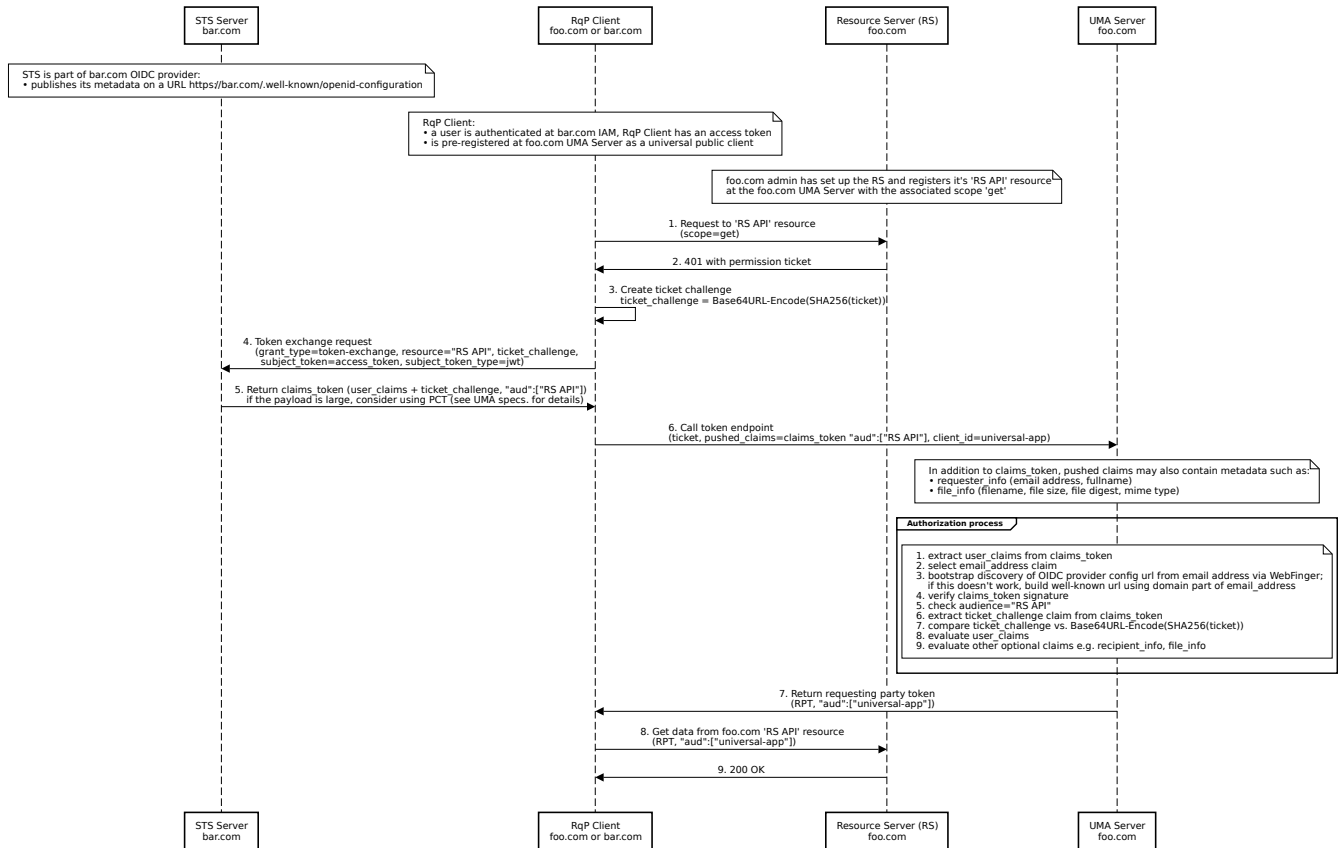 STS Server
bar.com
RqP Client
foo.com or bar.com
Resource Server (RS)
foo.com
UMA Server
foo.com
STS is part of bar.com OIDC provider:
• publishes its metadata on a URL https://bar.com/.well-known/openid-configuration
RqP Client:
• a user is authenticated at bar.com IAM, RqP Client has an access token
• is pre-registered at foo.com UMA Server as a universal public client
foo.com admin has set up the RS and registers it's 'RS API' resource
at the foo.com UMA Server with the associated scope 'get'
1. Request to 'RS API' resource
(scope=get)
2. 401 with permission ticket
3. Create ticket challenge
ticket_challenge = Base64URL-Encode(SHA256(ticket))
4. Token exchange request
(grant_type=token-exchange, resource="RS API", ticket_challenge,
subject_token=access_token, subject_token_type=jwt)
5. Return claims_token (user_claims + ticket_challenge, "aud":["RS API"])
if the payload is large, consider using PCT (see UMA specs. for details)
6. Call token endpoint
(ticket, pushed_claims=claims_token "aud":["RS API"], client_id=universal-app)
In addition to claims_token, pushed claims may also contain metadata such as:
• requester_info (email address, fullname)
• file_info (filename, file size, file digest, mime type)
Authorization process
1. extract user_claims from claims_token
2. select email_address claim
3. bootstrap discovery of OIDC provider config url from email address via WebFinger;
if this doesn't work, build well-known url using domain part of email_address
4. verify claims_token signature
5. check audience="RS API"
6. extract ticket_challenge claim from claims_token
7. compare ticket_challenge vs. Base64URL-Encode(SHA256(ticket))
8. evaluate user_claims
9. evaluate other optional claims e.g. recipient_info, file_info
7. Return requesting party token
(RPT, "aud":["universal-app"])
8. Get data from foo.com 'RS API' resource
(RPT, "aud":["universal-app"])
9. 200 OK
STS Server
bar.com
RqP Client
foo.com or bar.com
Resource Server (RS)
foo.com
UMA Server
foo.com